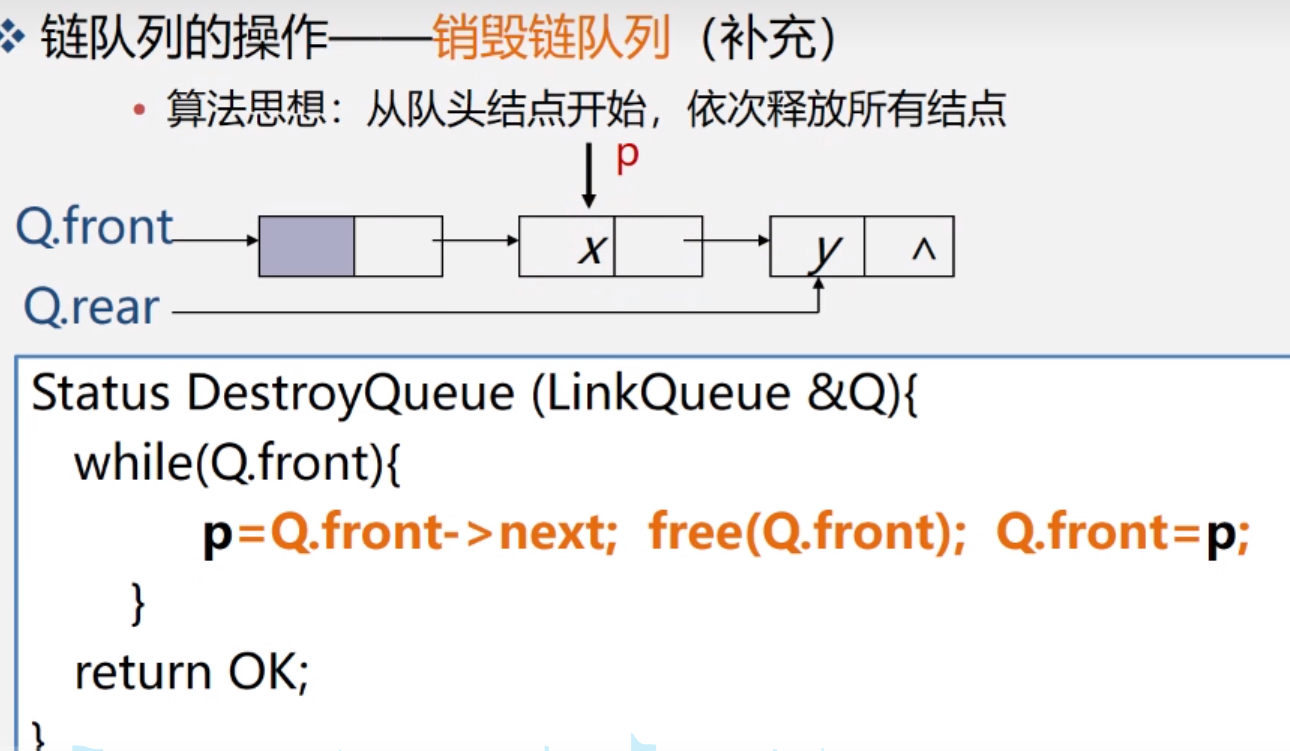 ❖ 链队列的操作——销毁链队列（补充）
• 算法思想：从队头结点开始，依次释放所有结点
p
Q.front
x
y ^
Q.rear
Status DestroyQueue (LinkQueue &Q){
while(Q.front){
p=Q.front->next; free(Q.front); Q.front=p;
}
return OK;
}